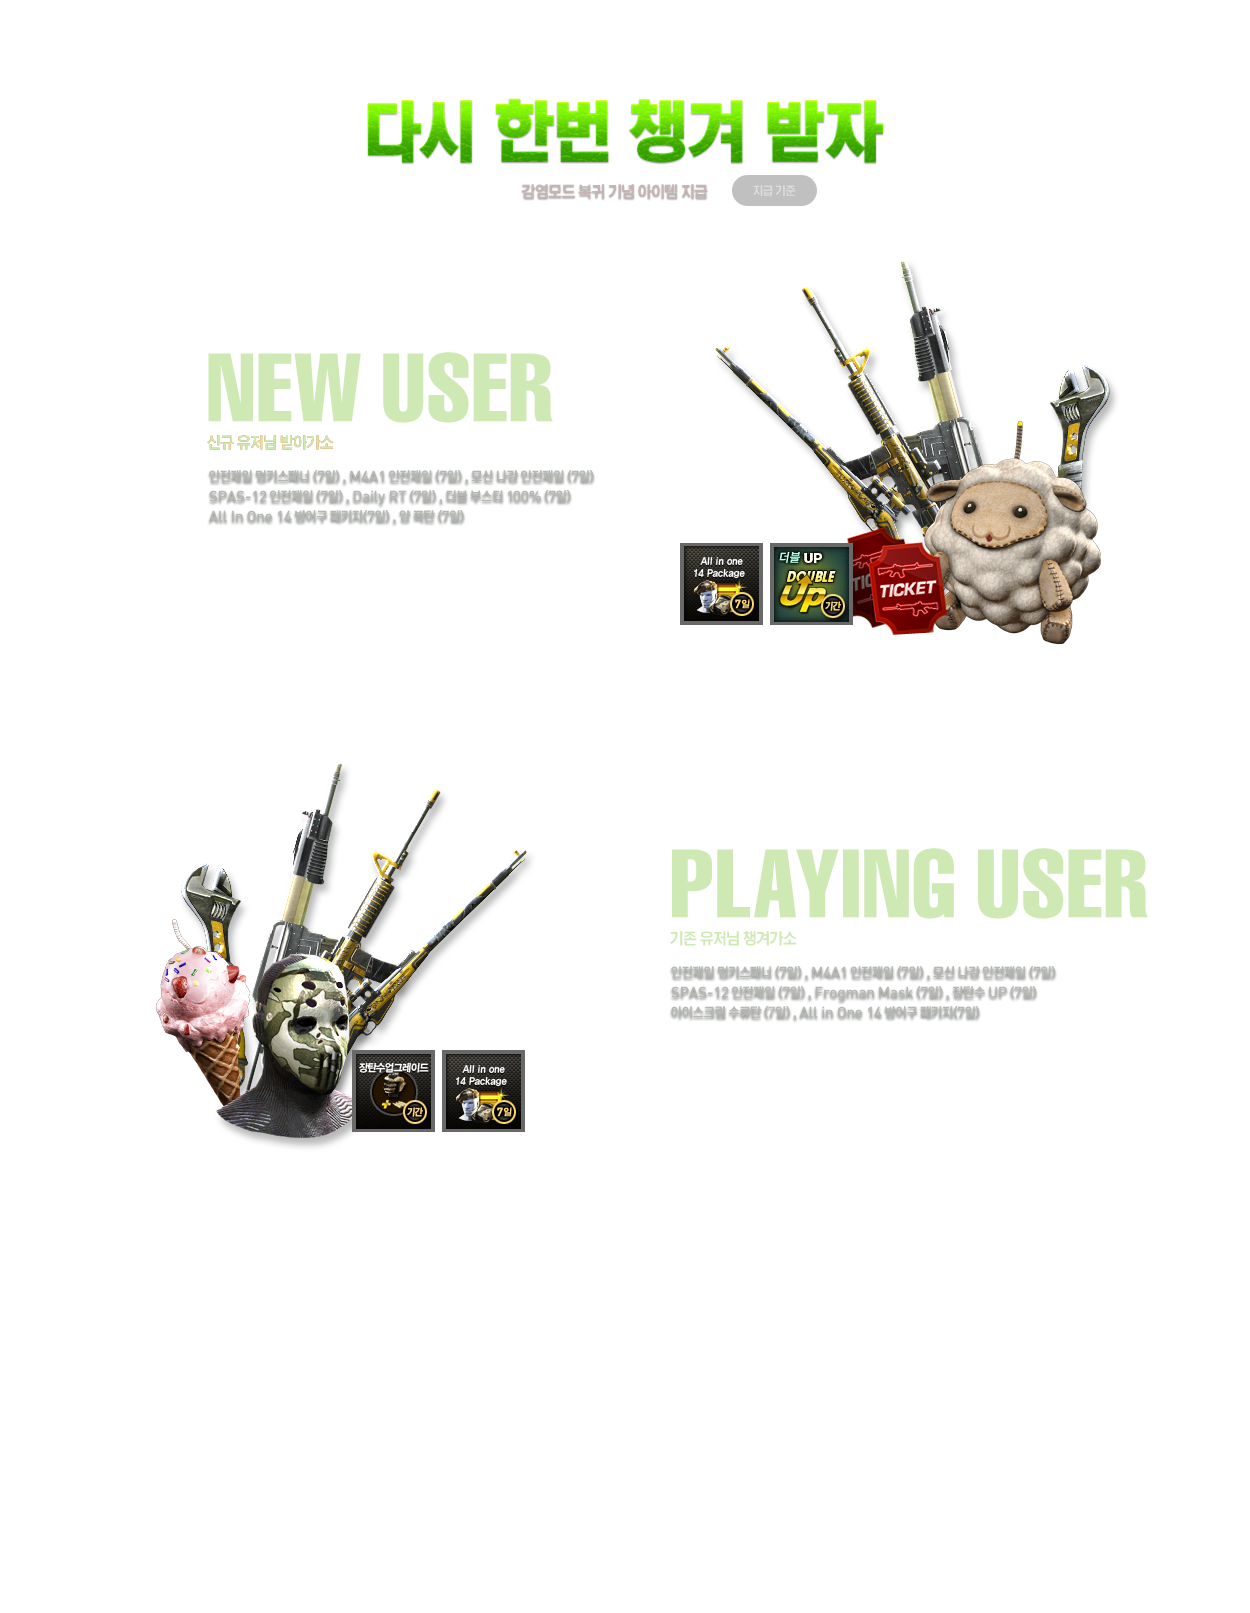 다시 한번 챙겨 받자
감염모드 복귀 기념 아이템 지급
지급 기준
NEW USER
신규 유저님 받아가소
안전제일 멍키스패너 (7일) , M4A1 안전제일 (7일) , 모신 나강 안전제일 (7일)
SPAS-12 안전제일 (7일) , Daily RT (7일) , 더블 부스터 100% (7일)
All in One 14 방어구 패키지(7일) , 양 폭탄 (7일)
All in one
14 Package
7일
더블 UP
DOUBLE
Up
기간
TIC
TICKET
PLAYING USER
기존 유저님 챙겨가소
안전제일 멍키스패너 (7일) , M4A1 안전제일 (7일) , 모신 나강 안전제일 (7일)
SPAS-12 안전제일 (7일) , Frogman Mask (7일) , 장탄수 UP (7일)
아이스크림 수류탄 (7일) , All in One 14 방어구 패키지(7일)
장탄수업그레이드
기간
All in one
14 Package
7일